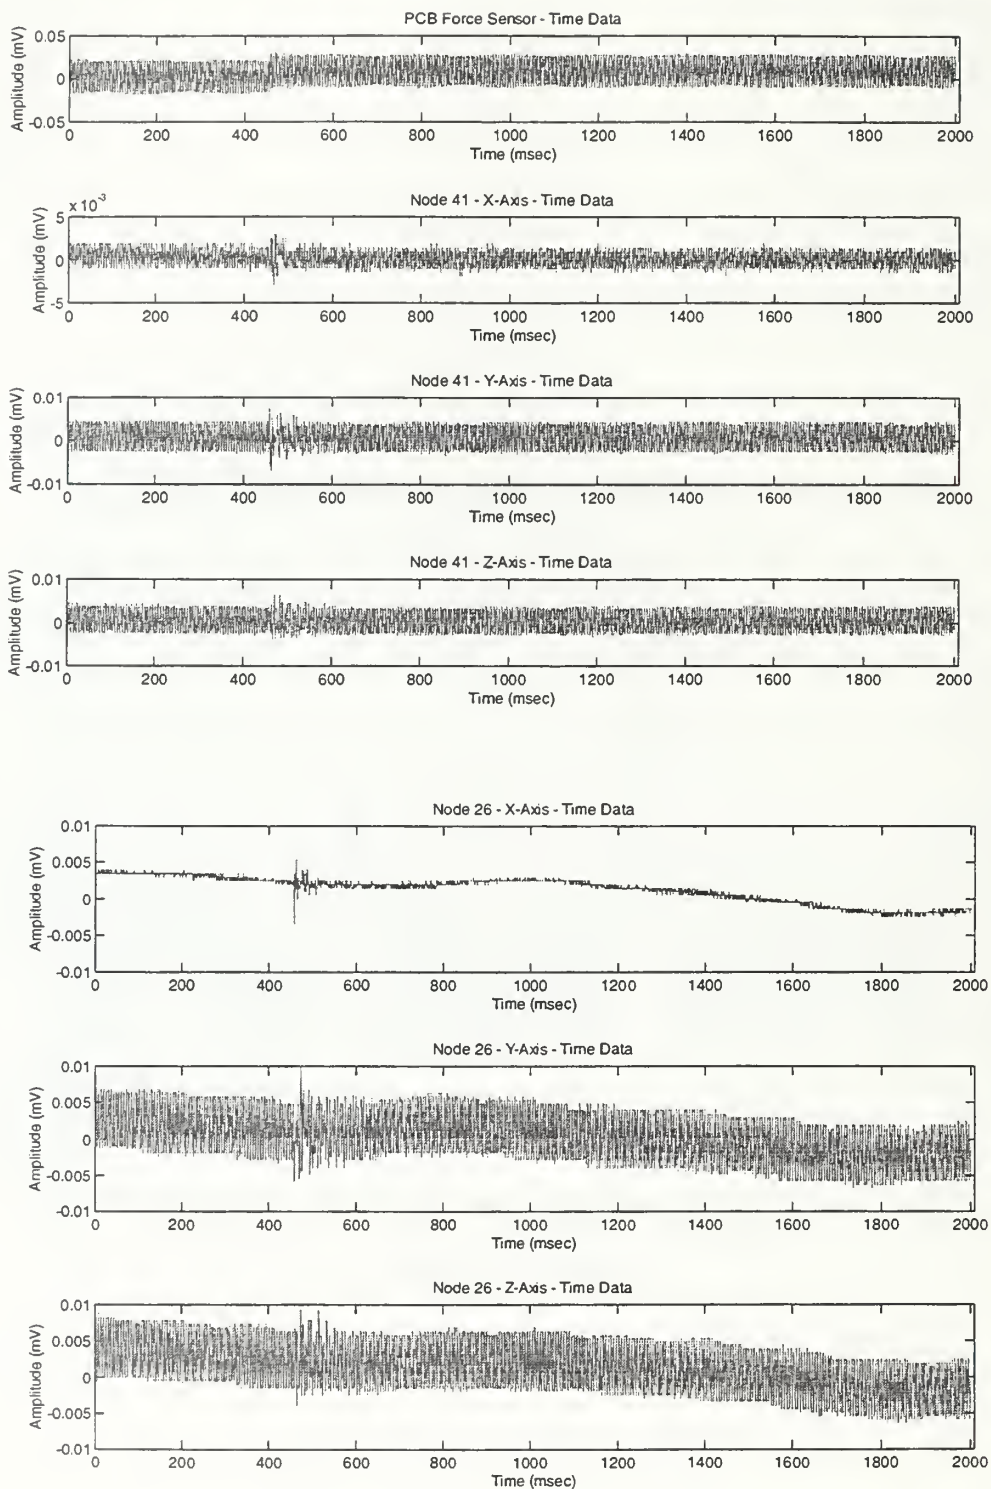 PCB Force Sensor - Time Data
0.05
0
-0.05
Amplitude (mV)
0 200 400 600 800 1000 1200 1400 1600 1800 2000
Time (msec)
Node 41 - X-Axis - Time Data
x 10^-3
5
0
-5
Amplitude (mV)
0 200 400 600 800 1000 1200 1400 1600 1800 2000
Time (msec)
Node 41 - Y-Axis - Time Data
0.01
0
-0.01
Amplitude (mV)
0 200 400 600 800 1000 1200 1400 1600 1800 2000
Time (msec)
Node 41 - Z-Axis - Time Data
0.01
0
-0.01
Amplitude (mV)
0 200 400 600 800 1000 1200 1400 1600 1800 2000
Time (msec)
Node 26 - X-Axis - Time Data
0.01
0.005
0
-0.005
-0.01
Amplitude (mV)
0 200 400 600 800 1000 1200 1400 1600 1800 2000
Time (msec)
Node 26 - Y-Axis - Time Data
0.01
0.005
0
-0.005
-0.01
Amplitude (mV)
0 200 400 600 800 1000 1200 1400 1600 1800 2000
Time (msec)
Node 26 - Z-Axis - Time Data
0.01
0.005
0
-0.005
-0.01
Amplitude (mV)
0 200 400 600 800 1000 1200 1400 1600 1800 2000
Time (msec)